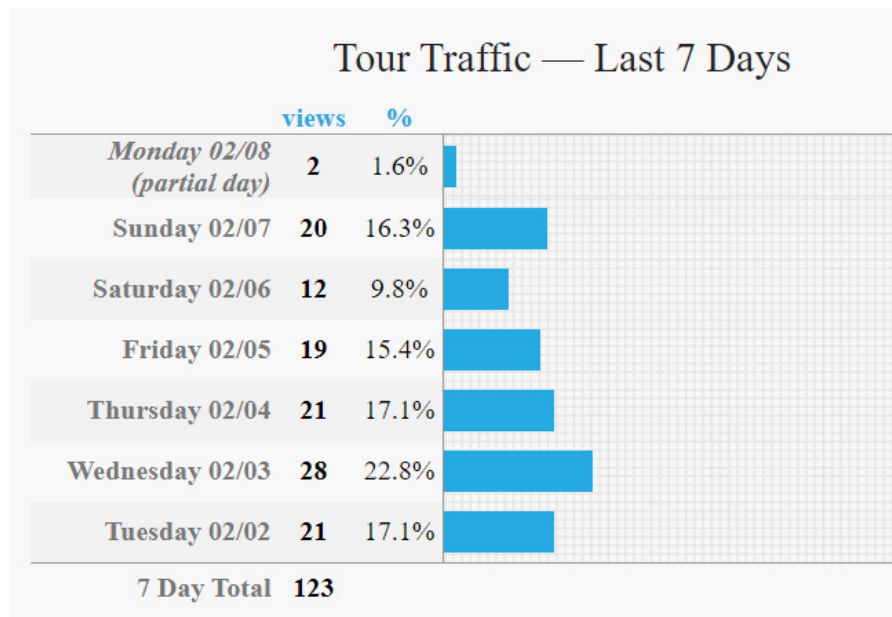 Tour Traffic — Last 7 Days
views %
Monday 02/08
(partial day) 2 1.6%
Sunday 02/07 20 16.3%
Saturday 02/06 12 9.8%
Friday 02/05 19 15.4%
Thursday 02/04 21 17.1%
Wednesday 02/03 28 22.8%
Tuesday 02/02 21 17.1%
7 Day Total 123